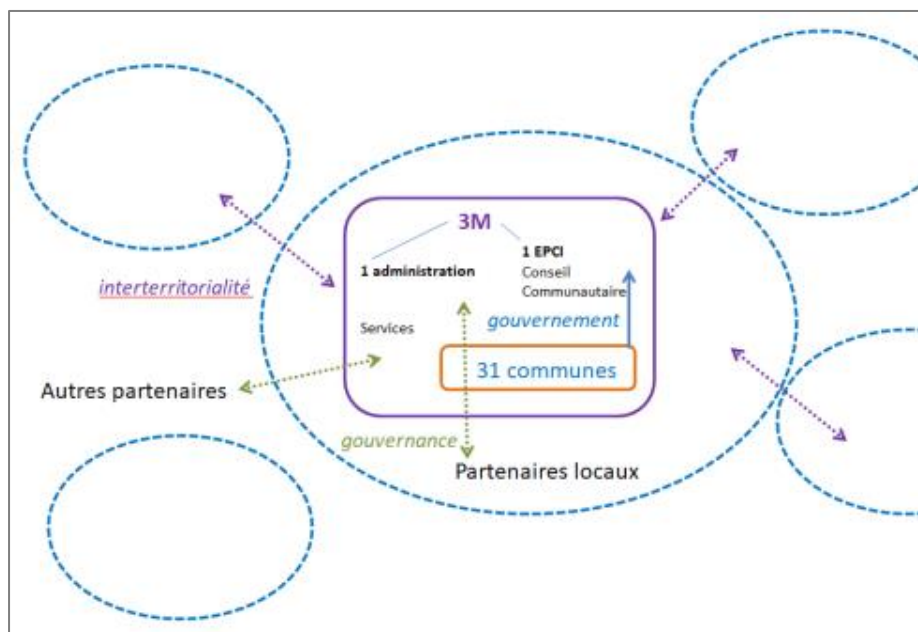 3M
1 administration
1 EPCI
Conseil
Communautaire
interterritorialité
Services
gouvernement
31 communes
Autres partenaires
gouvernance
Partenaires locaux